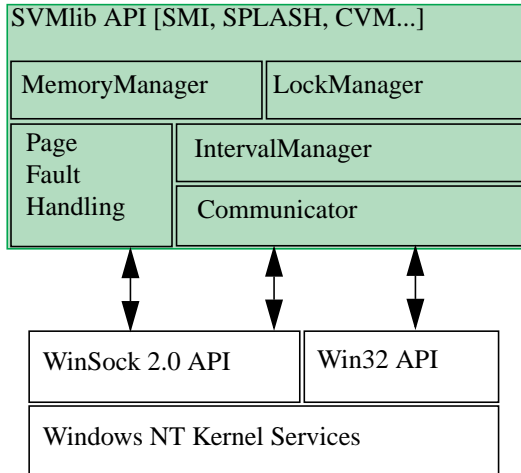 SVMlib API [SMI, SPLASH, CVM...]
MemoryManager
LockManager
Page
Fault
Handling
IntervalManager
Communicator
WinSock 2.0 API
Win32 API
Windows NT Kernel Services